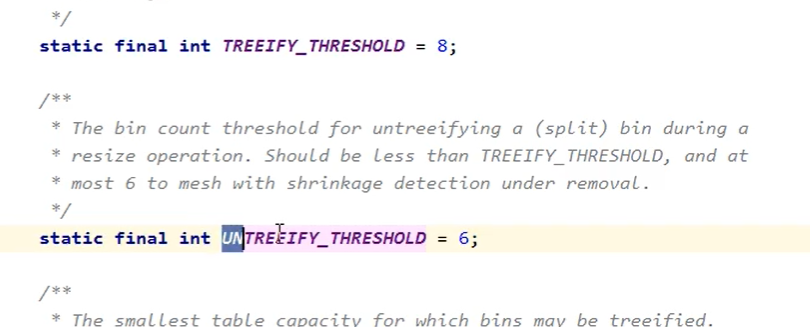 */
static final int TREEIFY_THRESHOLD = 8;
/**
* The bin count threshold for untreeifying a (split) bin during a
* resize operation. Should be less than TREEIFY_THRESHOLD, and at
* most 6 to mesh with shrinkage detection under removal.
*/
static final int UNTREEIFY_THRESHOLD = 6;
/**
* The smallest table capacity for which bins may be treeified.